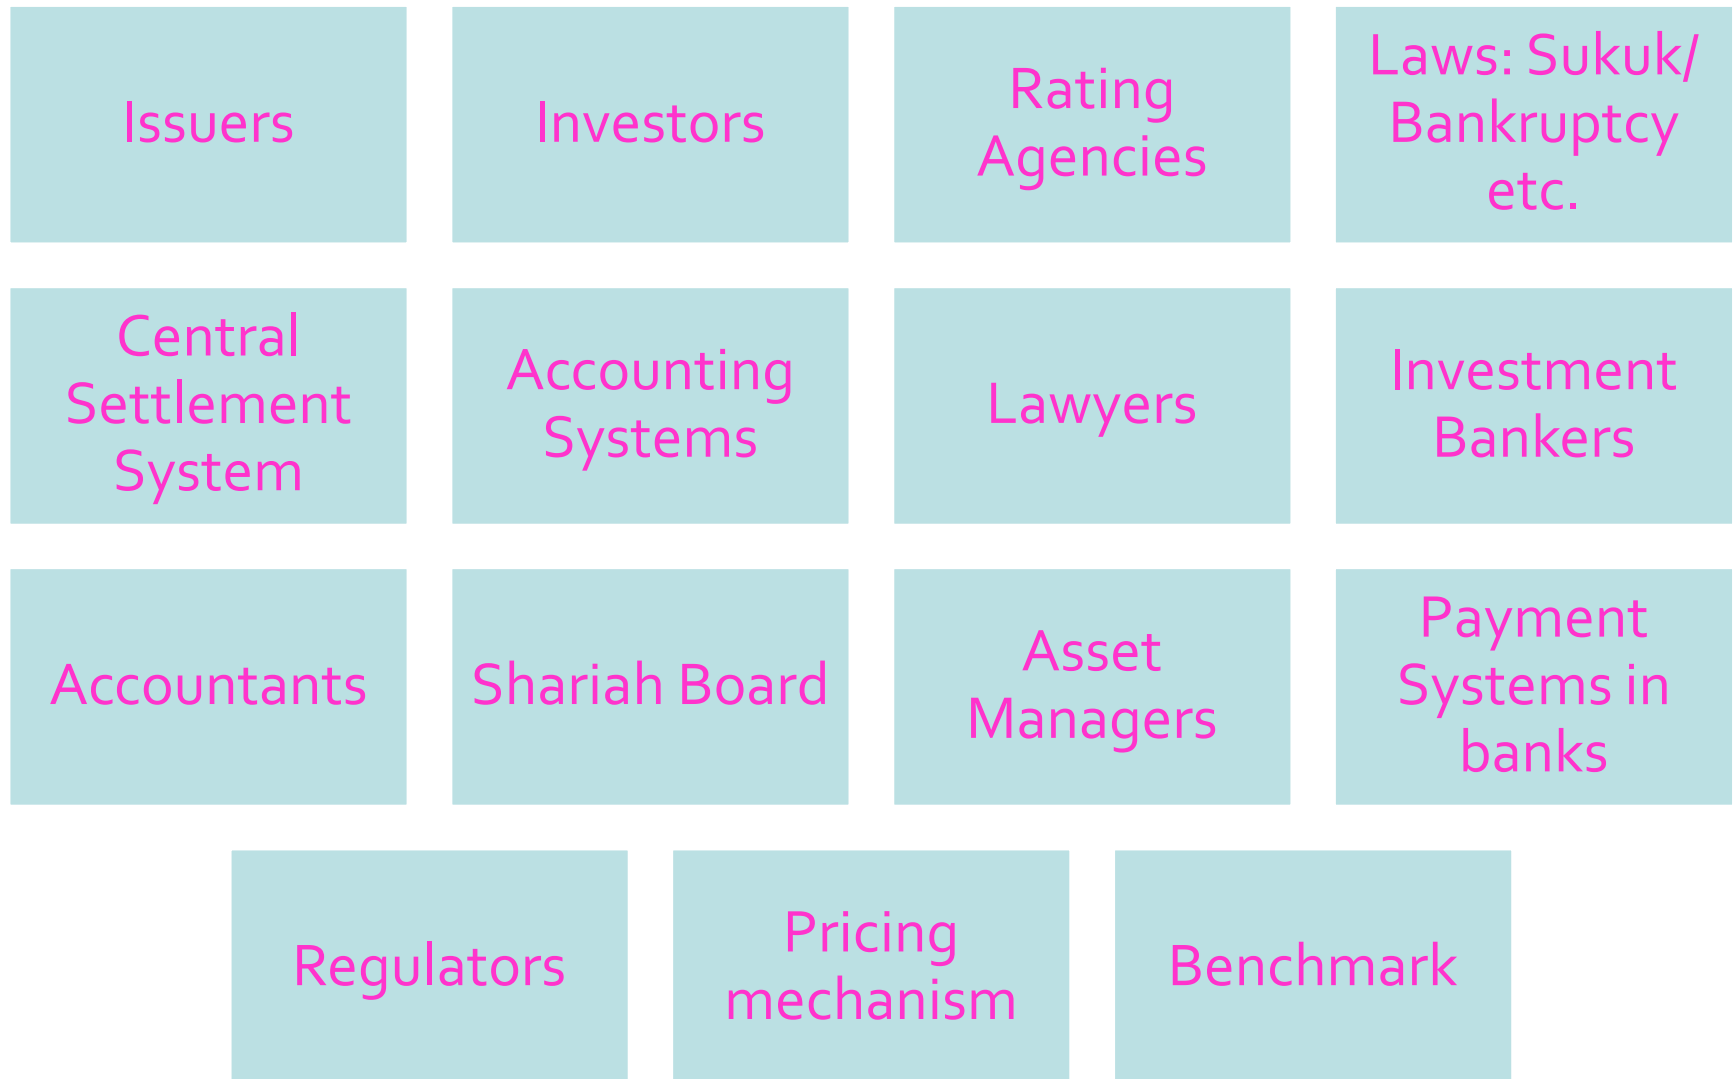 Issuers
Investors
Rating
Agencies
Laws: Sukuk/
Bankruptcy
etc.
Central
Settlement
System
Accounting
Systems
Lawyers
Investment
Bankers
Accountants
Shariah Board
Asset
Managers
Payment
Systems in
banks
Regulators
Pricing
mechanism
Benchmark